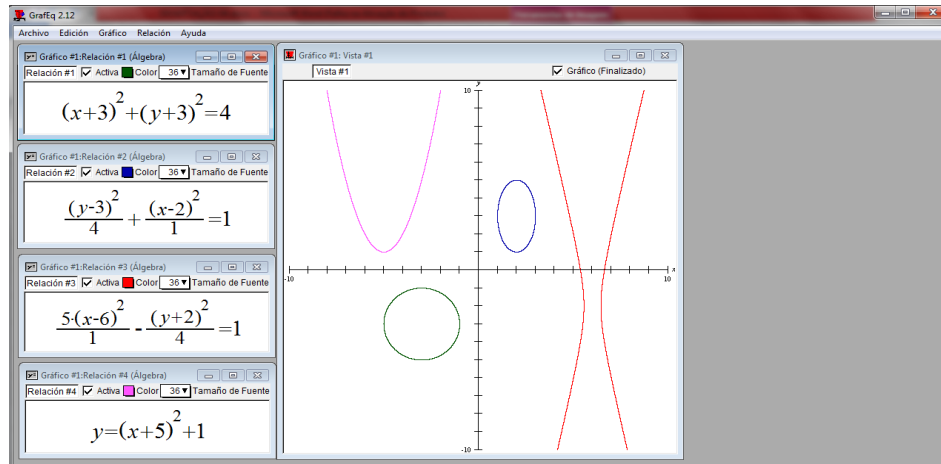 GrafEq 2.12
Archivo Edición Gráfico Relación Ayuda
Gráfico #1:Relación #1 (Álgebra)
Relación #1 Activa Color 36 Tamaño de Fuente
(x+3)²+(y+3)²=4
Gráfico #1:Relación #2 (Álgebra)
Relación #2 Activa Color 36 Tamaño de Fuente
(y-3)²/4 + (x-2)²/1 =1
Gráfico #1:Relación #3 (Álgebra)
Relación #3 Activa Color 36 Tamaño de Fuente
5·(x-6)²/1 - (y+2)²/4 =1
Gráfico #1:Relación #4 (Álgebra)
Relación #4 Activa Color 36 Tamaño de Fuente
y=(x+5)²+1
Gráfico #1: Vista #1
Vista #1 Gráfico (Finalizado)
y
10
-10 10 x
-10